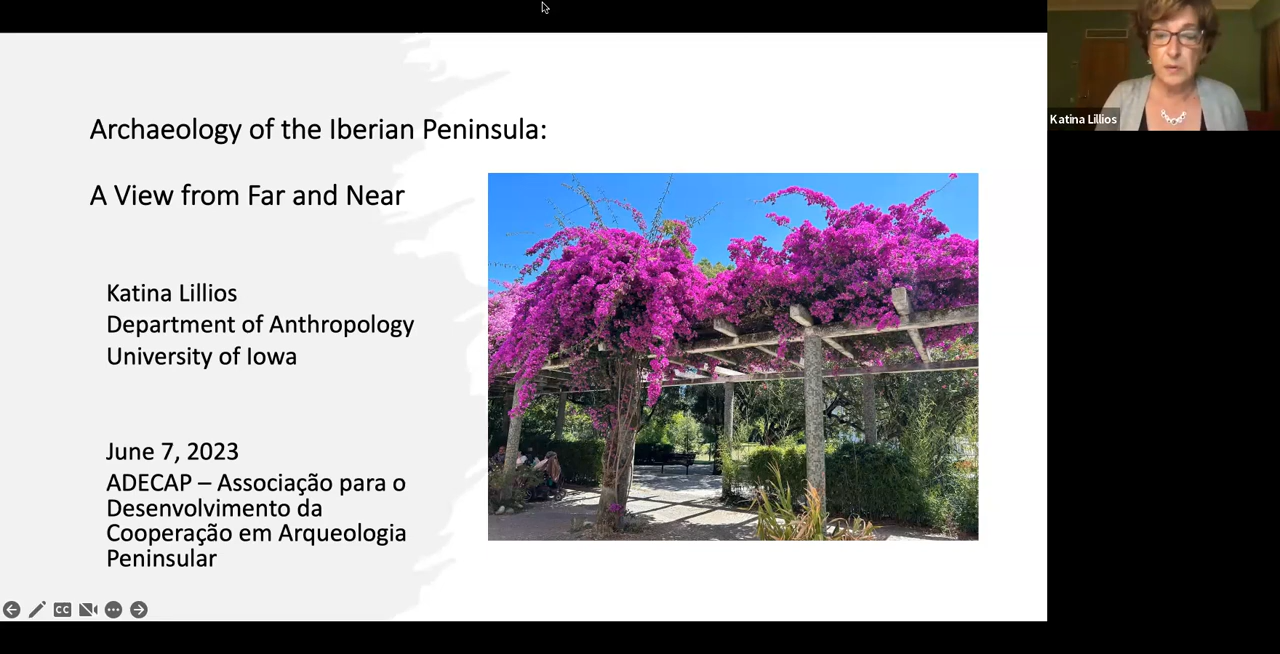 Archaeology of the Iberian Peninsula:
A View from Far and Near
Katina Lillios
Department of Anthropology
University of Iowa
June 7, 2023
ADECAP – Associação para o
Desenvolvimento da
Cooperação em Arqueologia
Peninsular
CC
Katina Lillios